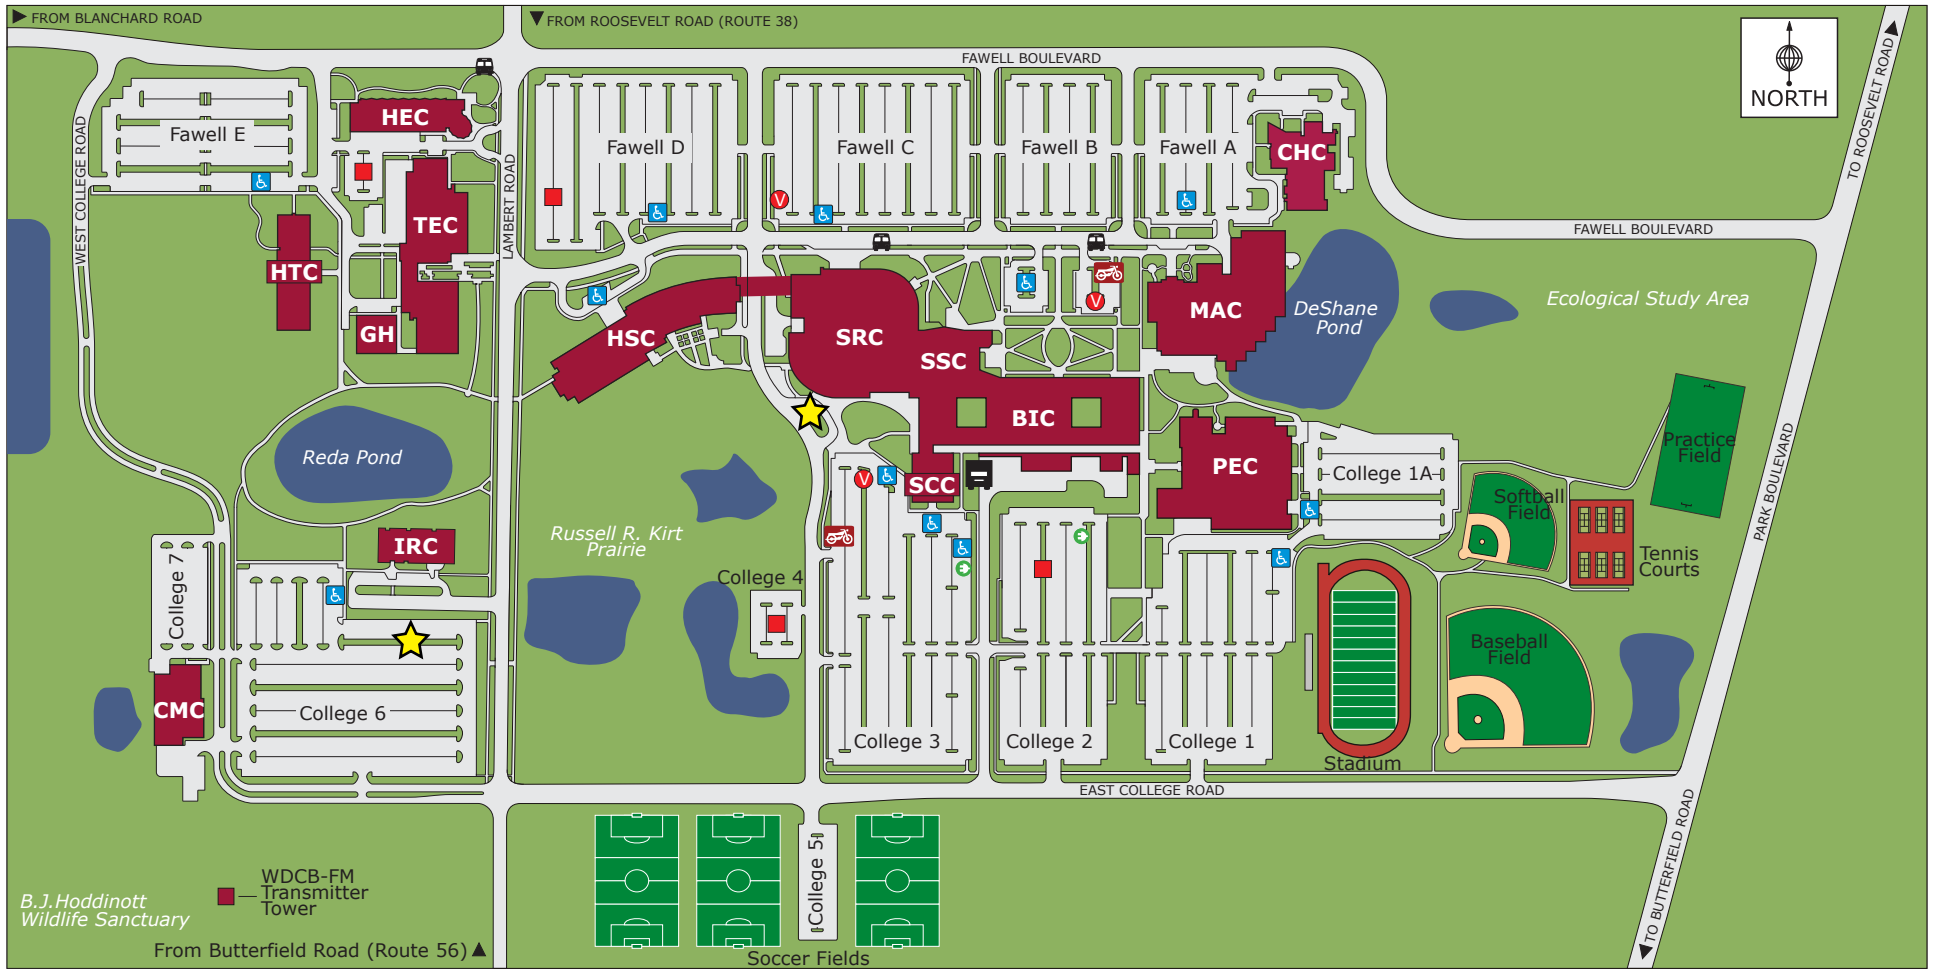 FROM BLANCHARD ROAD
FROM ROOSEVELT ROAD (ROUTE 38)
FAWELL BOULEVARD
TO ROOSEVELT ROAD
NORTH
WEST COLLEGE ROAD
Fawell E
HEC
LAMBERT ROAD
Fawell D
Fawell C
Fawell B
Fawell A
CHC
TEC
V
FAWELL BOULEVARD
HTC
GH
HSC
SRC
SSC
V
MAC
DeShane
Pond
Ecological Study Area
BIC
Reda Pond
PEC
College 1A
Practice
Field
PARK BOULEVARD
V
SCC
Softball
Field
Russell R. Kirt
Prairie
IRC
Tennis
Courts
College 7
College 4
Baseball
Field
CMC
College 6
College 3
College 2
College 1
Stadium
EAST COLLEGE ROAD
TO BUTTERFIELD ROAD
College 5
WDCB-FM
Transmitter
Tower
B.J.Hoddinott
Wildlife Sanctuary
From Butterfield Road (Route 56)
Soccer Fields